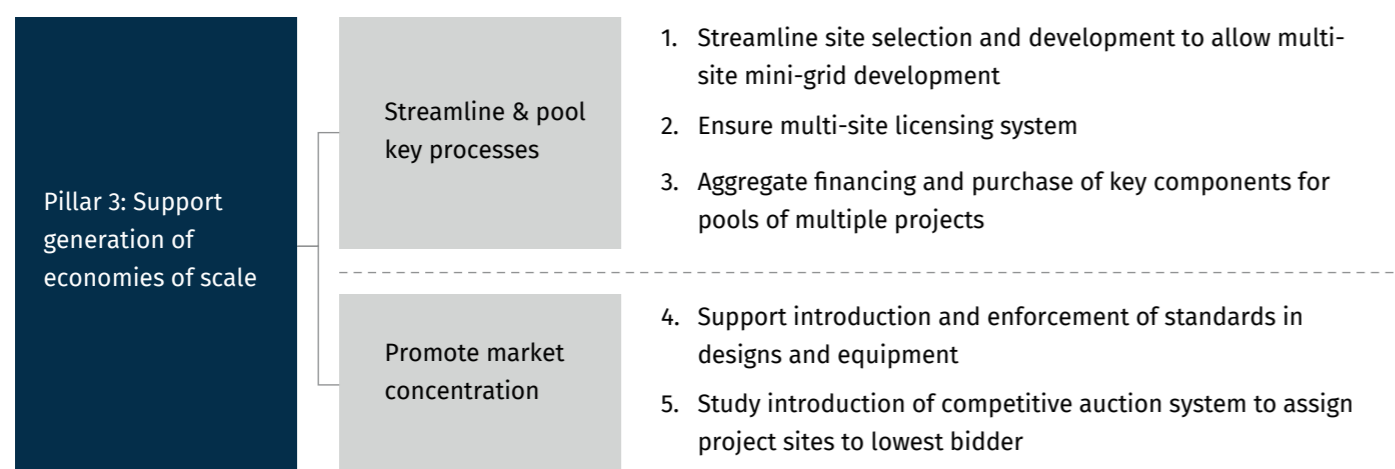 Pillar 3: Support
generation of
economies of scale
Streamline & pool
key processes
1. Streamline site selection and development to allow multi-
site mini-grid development
2. Ensure multi-site licensing system
3. Aggregate financing and purchase of key components for
pools of multiple projects
Promote market
concentration
4. Support introduction and enforcement of standards in
designs and equipment
5. Study introduction of competitive auction system to assign
project sites to lowest bidder